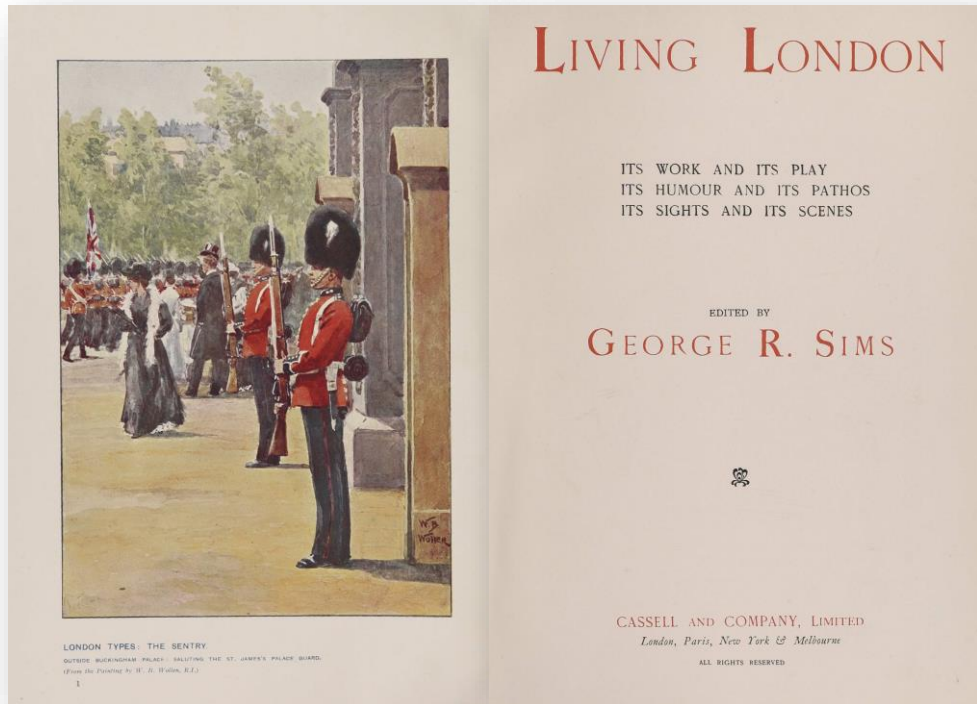 W. B
Wollen
LONDON TYPES: THE SENTRY
OUTSIDE BUCKINGHAM PALACE: SALUTING THE ST. JAMES'S PALACE GUARD.
(From the Painting by W. B. Wollen, R.I.)
1
LIVING LONDON
ITS WORK AND ITS PLAY
ITS HUMOUR AND ITS PATHOS
ITS SIGHTS AND ITS SCENES
EDITED BY
GEORGE R. SIMS
CASSELL AND COMPANY, LIMITED
London, Paris, New York & Melbourne
ALL RIGHTS RESERVED